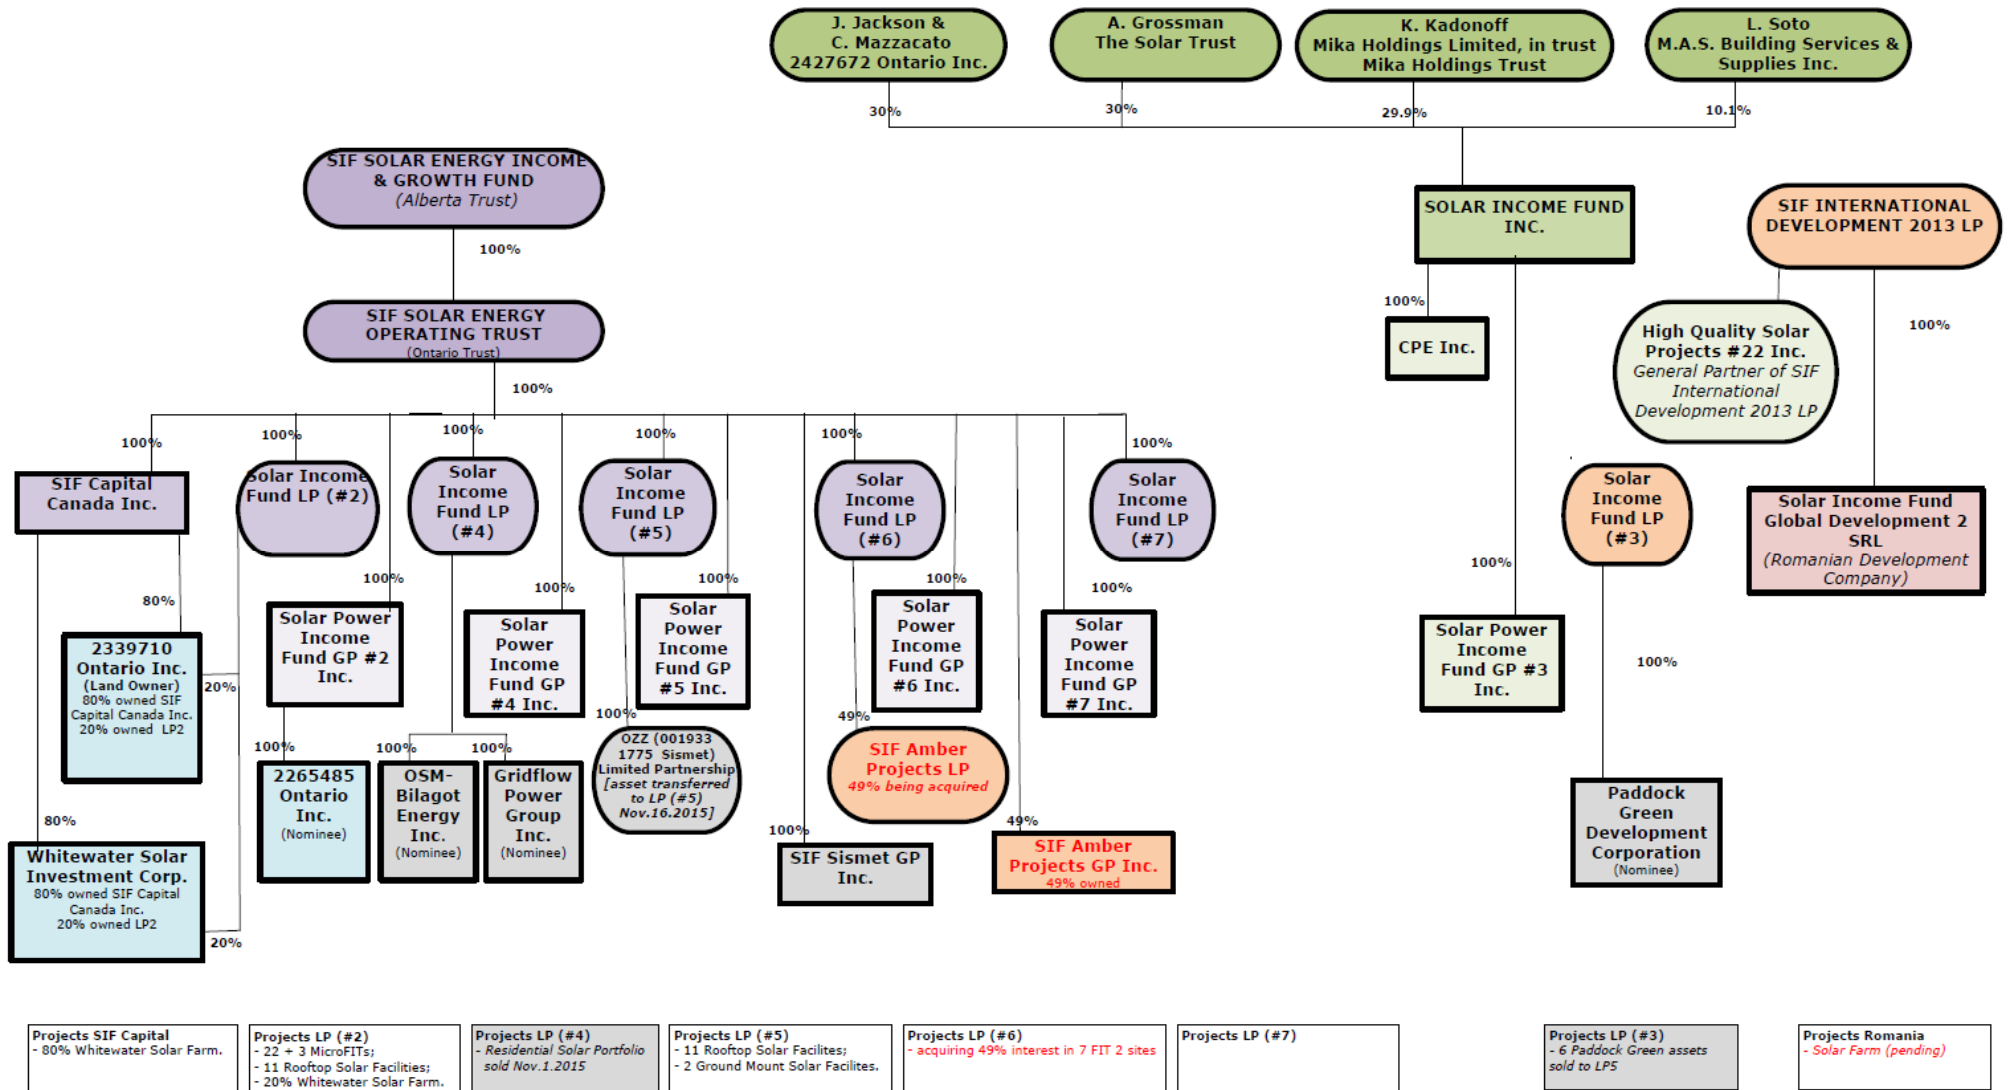 J. Jackson &
C. Mazzacato
2427672 Ontario Inc.
A. Grossman
The Solar Trust
K. Kadonoff
Mika Holdings Limited, in trust
Mika Holdings Trust
L. Soto
M.A.S. Building Services &
Supplies Inc.
30%
30%
29.9%
10.1%
SIF SOLAR ENERGY INCOME
& GROWTH FUND
(Alberta Trust)
100%
SIF SOLAR ENERGY
OPERATING TRUST
(Ontario Trust)
100%
SOLAR INCOME FUND
INC.
SIF INTERNATIONAL
DEVELOPMENT 2013 LP
100%
CPE Inc.
High Quality Solar
Projects #22 Inc.
General Partner of SIF
International
Development 2013 LP
100%
100%
100%
100%
100%
100%
100%
SIF Capital
Canada Inc.
Solar Income
Fund LP (#2)
Solar
Income
Fund LP
(#4)
Solar
Income
Fund LP
(#5)
Solar
Income
Fund LP
(#6)
Solar
Income
Fund LP
(#7)
Solar
Income
Fund LP
(#3)
Solar Income Fund
Global Development 2
SRL
(Romanian Development
Company)
80%
100%
100%
100%
100%
100%
100%
100%
2339710
Ontario Inc.
(Land Owner)
80% owned SIF
Capital Canada Inc.
20% owned LP2
20%
Solar Power
Income
Fund GP #2
Inc.
Solar
Power
Income
Fund GP
#4 Inc.
Solar
Power
Income
Fund GP
#5 Inc.
Solar
Power
Income
Fund GP
#6 Inc.
Solar
Power
Income
Fund GP
#7 Inc.
Solar Power
Income
Fund GP #3
Inc.
100%
100%
100%
100%
49%
2265485
Ontario
Inc.
(Nominee)
OSM-
Bilagot
Energy
Inc.
(Nominee)
Gridflow
Power
Group
Inc.
(Nominee)
OZZ (001933
1775 Sismet)
Limited Partnership
[asset transferred
to LP (#5)
Nov.16.2015]
SIF Amber
Projects LP
49% being acquired
Paddock
Green
Development
Corporation
(Nominee)
80%
100%
49%
Whitewater Solar
Investment Corp.
80% owned SIF Capital
Canada Inc.
20% owned LP2
20%
SIF Sismet GP
Inc.
SIF Amber
Projects GP Inc.
49% owned
Projects SIF Capital
- 80% Whitewater Solar Farm.
Projects LP (#2)
- 22 + 3 MicroFITs;
- 11 Rooftop Solar Facilities;
- 20% Whitewater Solar Farm.
Projects LP (#4)
- Residential Solar Portfolio
sold Nov.1.2015
Projects LP (#5)
- 11 Rooftop Solar Facilites;
- 2 Ground Mount Solar Facilites.
Projects LP (#6)
- acquiring 49% interest in 7 FIT 2 sites
Projects LP (#7)
Projects LP (#3)
- 6 Paddock Green assets
sold to LP5
Projects Romania
- Solar Farm (pending)